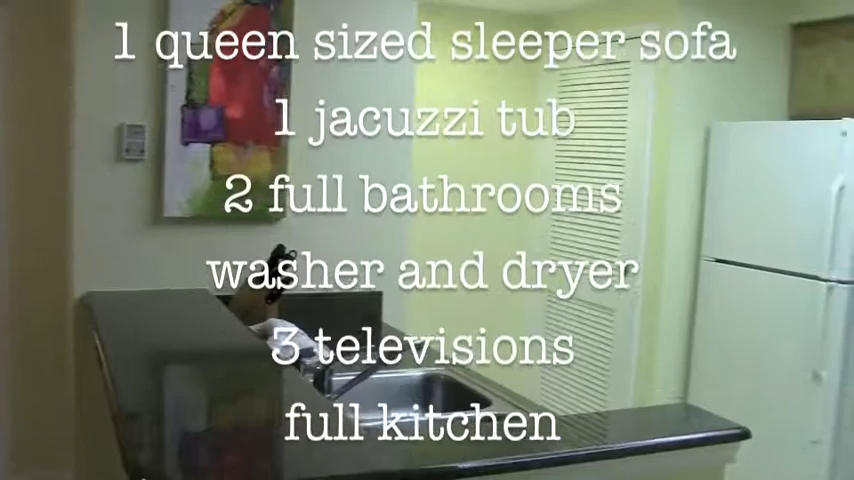 1 queen sized sleeper sofa
1 jacuzzi tub
2 full bathrooms
washer and dryer
3 televisions
full kitchen